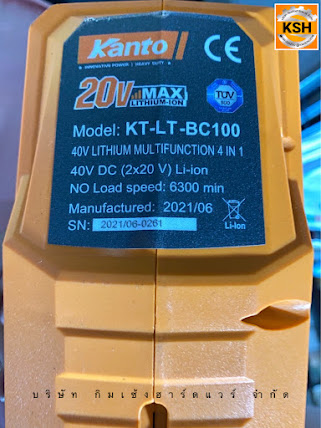 KSH
Kanto
INNOVATIVE POWER | HEAVY DUTY
CE
20V MAX
LITHIUM-ION
TÜV
Model: KT-LT-BC100
40V LITHIUM MULTIFUNCTION 4 IN 1
40V DC (2x20 V) Li-ion
NO Load speed: 6300 min
Manufactured: 2021/06
SN: 2021/06-0261
Li-Ion
บริษัท กิมเซ้งฮาร์ดแวร์ จำกัด